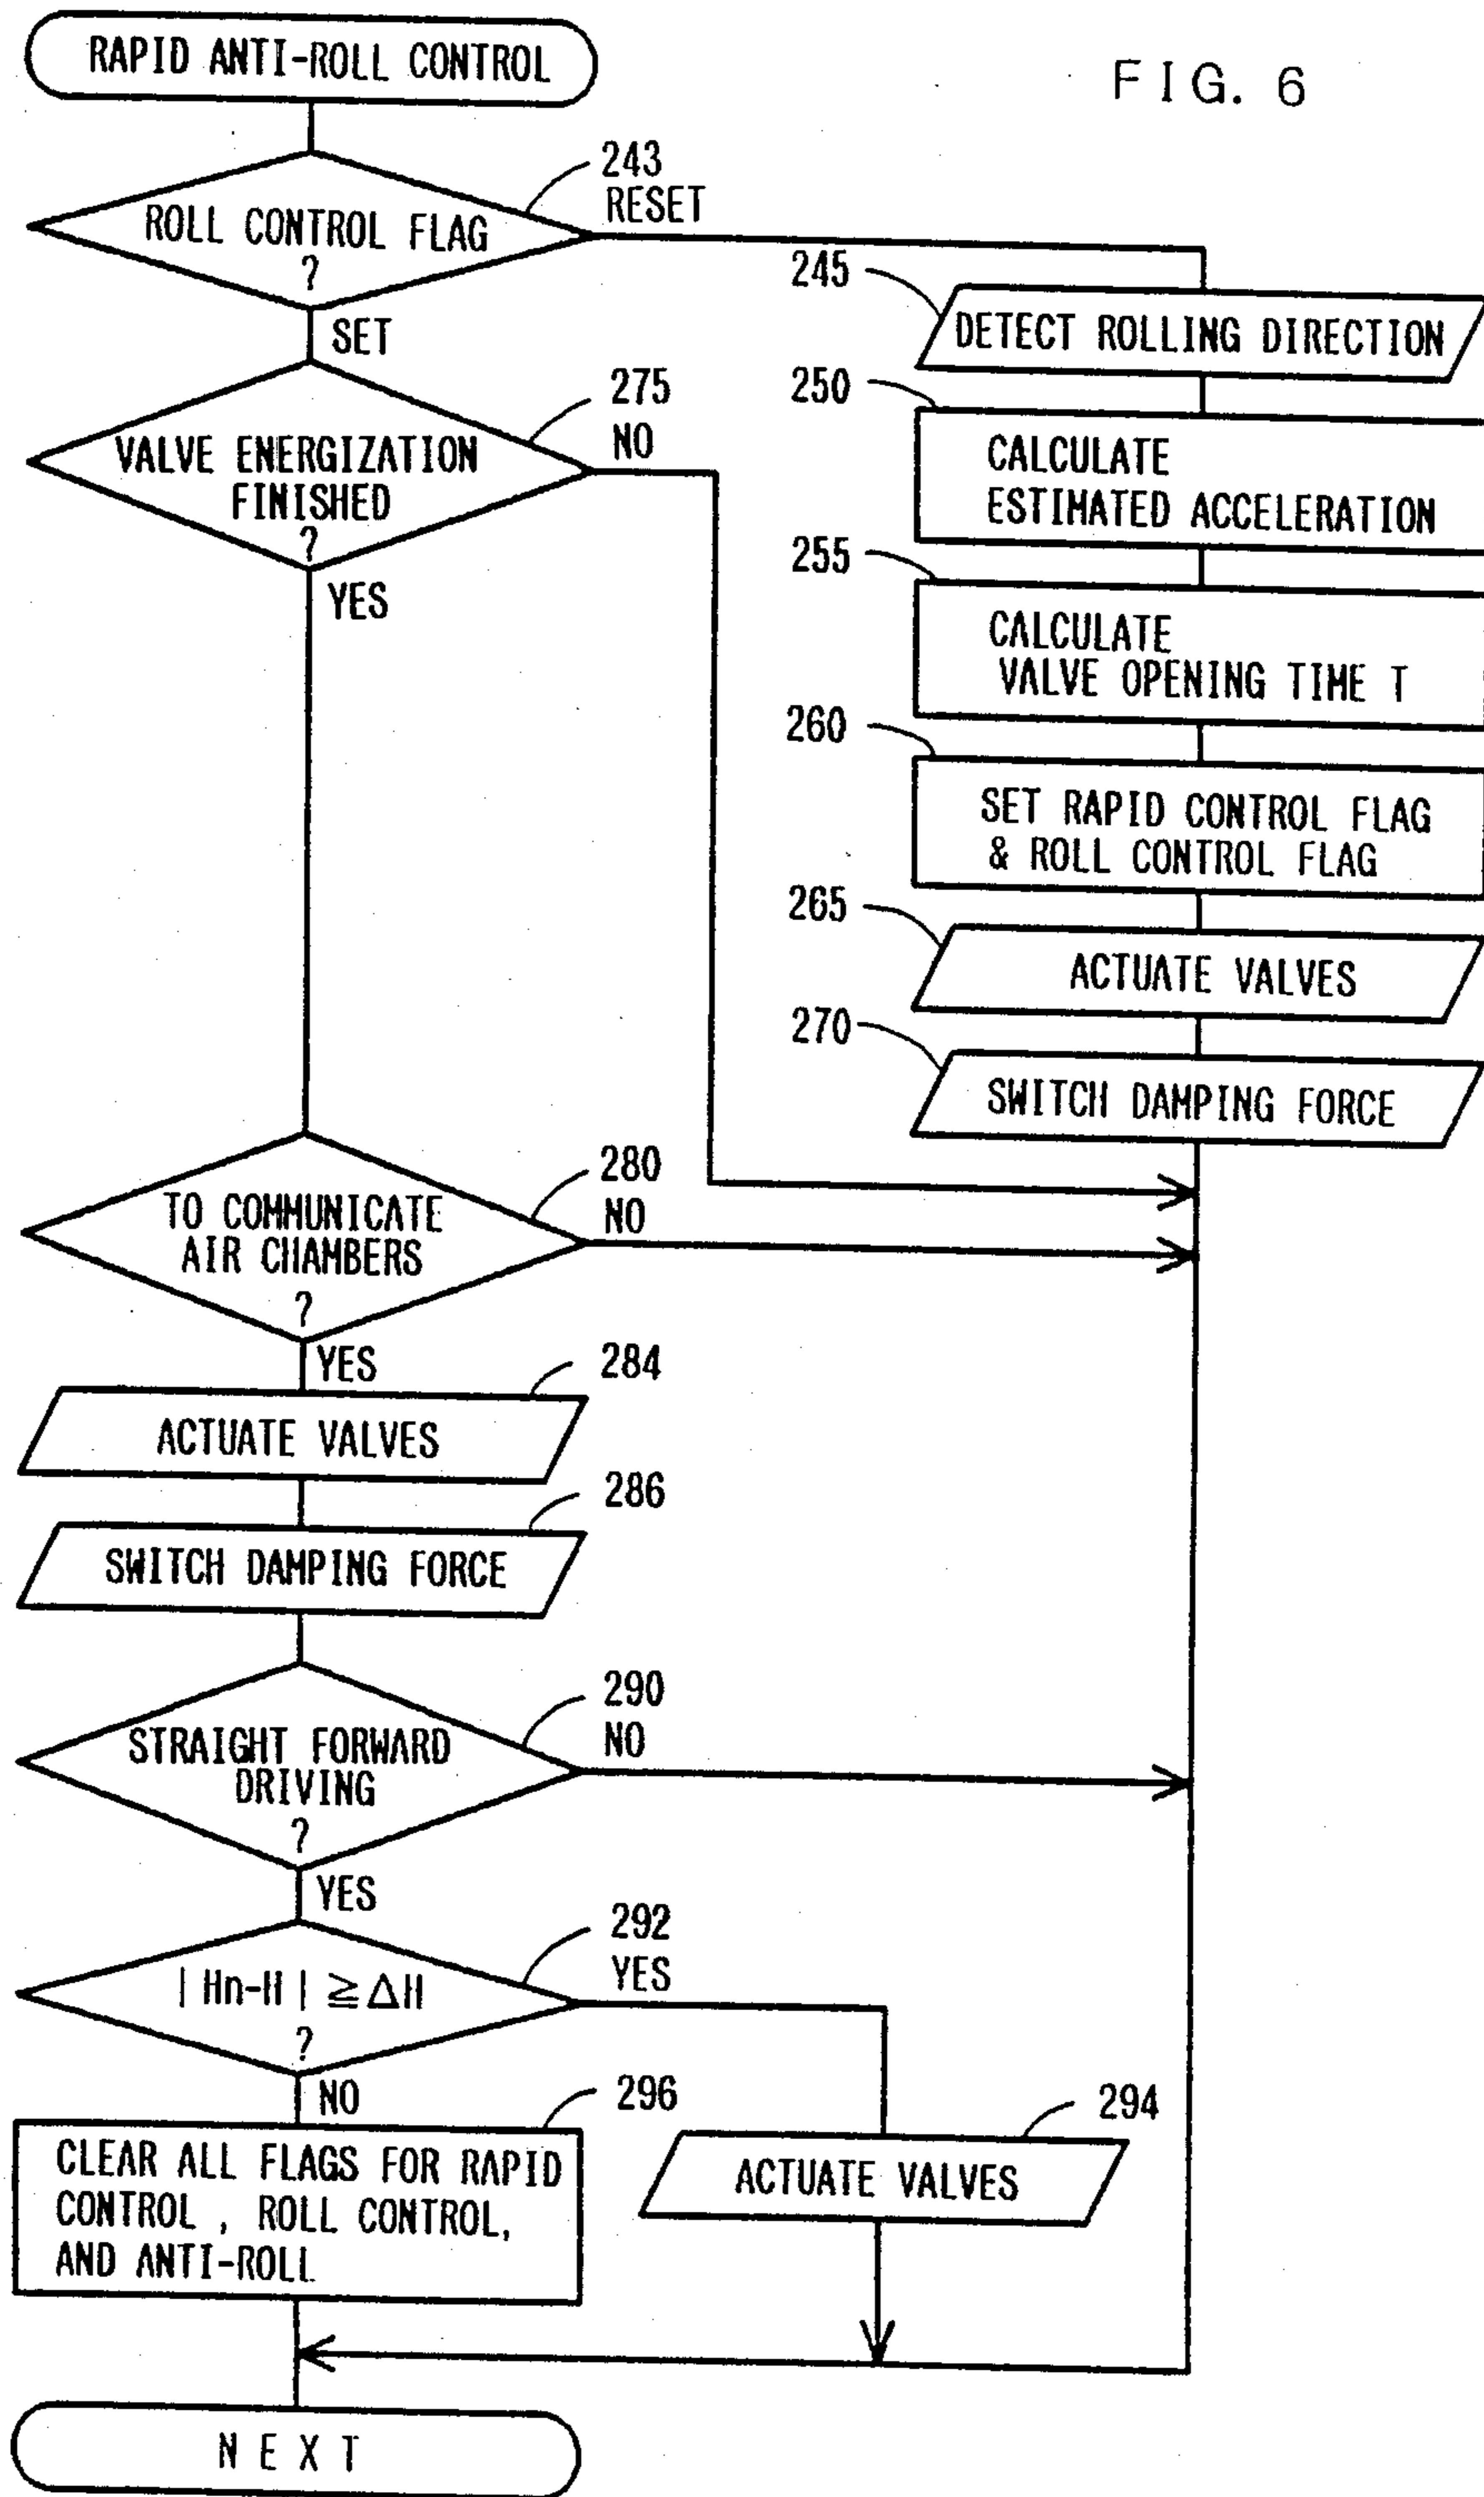 RAPID ANTI-ROLL CONTROL
FIG. 6
243
RESET
ROLL CONTROL FLAG
?
SET
245
DETECT ROLLING DIRECTION
250
CALCULATE
ESTIMATED ACCELERATION
255
CALCULATE
VALVE OPENING TIME T
260
SET RAPID CONTROL FLAG
& ROLL CONTROL FLAG
265
ACTUATE VALVES
270
SWITCH DAMPING FORCE
275
NO
VALVE ENERGIZATION
FINISHED
?
YES
280
NO
TO COMMUNICATE
AIR CHAMBERS
?
YES
284
ACTUATE VALVES
286
SWITCH DAMPING FORCE
290
NO
STRAIGHT FORWARD
DRIVING
?
YES
292
YES
| Hn-H | ≧ ΔH
?
NO
296
CLEAR ALL FLAGS FOR RAPID
CONTROL , ROLL CONTROL,
AND ANTI-ROLL
294
ACTUATE VALVES
NEXT